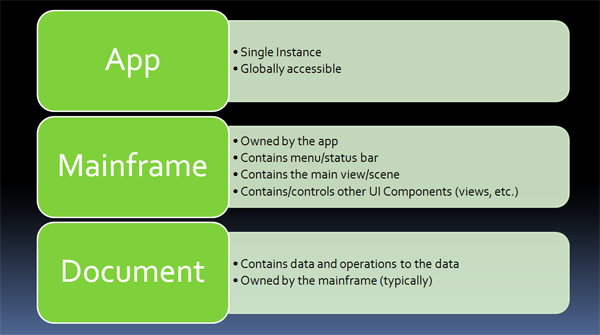 App
• Single Instance
• Globally accessible
Mainframe
• Owned by the app
• Contains menu/status bar
• Contains the main view/scene
• Contains/controls other UI Components (views, etc.)
Document
• Contains data and operations to the data
• Owned by the mainframe (typically)